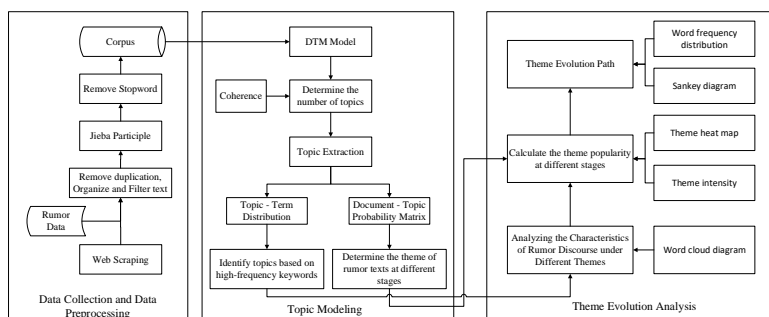 Corpus
Remove Stopword
Jieba Participle
Remove duplication,
Organize and Filter text
Rumor
Data
Web Scraping
Data Collection and Data
Preprocessing
DTM Model
Coherence
Determine the
number of topics
Topic Extraction
Topic - Term
Distribution
Document - Topic
Probability Matrix
Identify topics based on
high-frequency keywords
Determine the theme of
rumor texts at different
stages
Topic Modeling
Theme Evolution Path
Word frequency
distribution
Sankey diagram
Calculate the theme popularity
at different stages
Theme heat map
Theme intensity
Analyzing the Characteristics
of Rumor Discourse under
Different Themes
Word cloud diagram
Theme Evolution Analysis